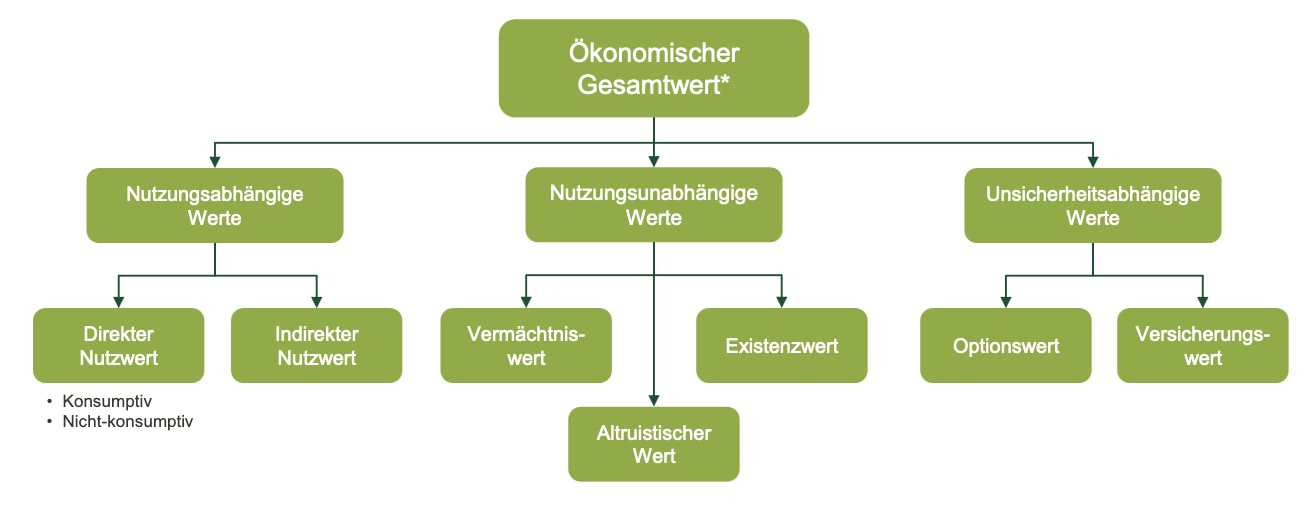 Ökonomischer
Gesamtwert*
Nutzungsabhängige
Werte
Nutzungsunabhängige
Werte
Unsicherheitsabhängige
Werte
Direkter
Nutzwert
Indirekter
Nutzwert
Vermächtnis-
wert
Existenzwert
Optionswert
Versicherungs-
wert
• Konsumptiv
• Nicht-konsumptiv
Altruistischer
Wert